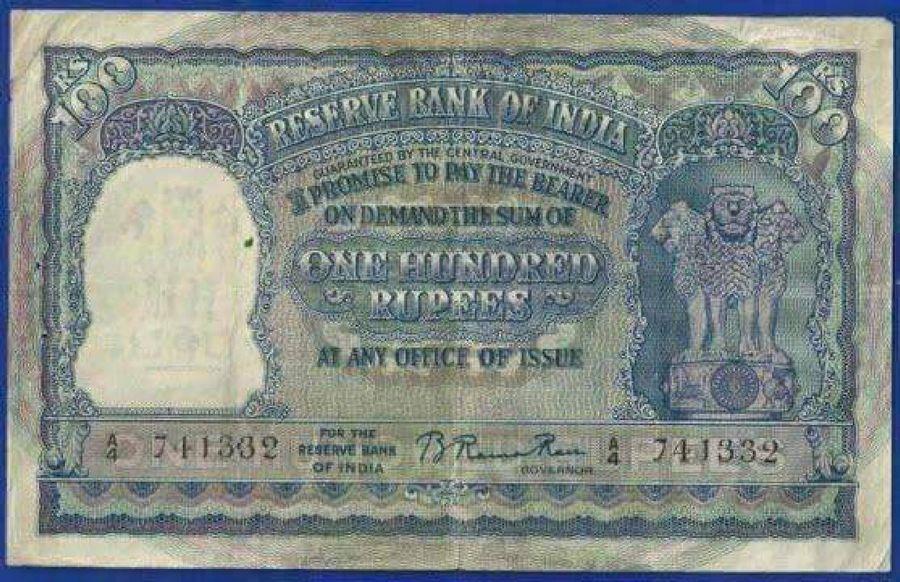 RS 100
RS 100
RESERVE BANK OF INDIA
GUARANTEED BY THE CENTRAL GOVERNMENT
I PROMISE TO PAY THE BEARER
ON DEMAND THE SUM OF
ONE HUNDRED
RUPEES
AT ANY OFFICE OF ISSUE
A/4 741332
FOR THE
RESERVE BANK
OF INDIA
B Rama Rau
GOVERNOR
A/4 741332